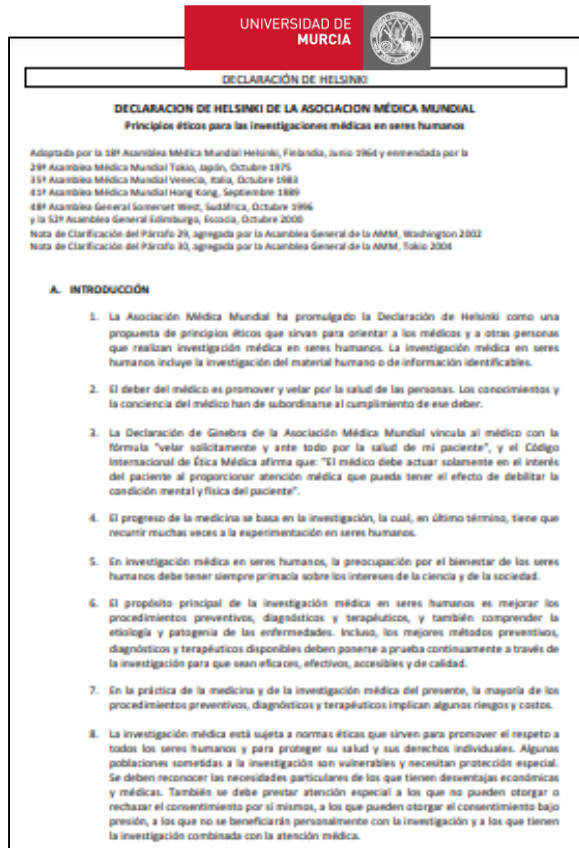 UNIVERSIDAD DE
MURCIA
DECLARACIÓN DE HELSINKI
DECLARACION DE HELSINKI DE LA ASOCIACION MÉDICA MUNDIAL
Principios éticos para las investigaciones médicas en seres humanos
Adoptada por la 18ª Asamblea Médica Mundial Helsinki, Finlandia, Junio 1964 y enmendada por la
29ª Asamblea Médica Mundial Tokio, Japón, Octubre 1975
35ª Asamblea Médica Mundial Venecia, Italia, Octubre 1983
41ª Asamblea Médica Mundial Hong Kong, Septiembre 1989
48ª Asamblea General Somerset West, Sudáfrica, Octubre 1996
y la 52ª Asamblea General Edimburgo, Escocia, Octubre 2000
Nota de Clarificación del Párrafo 29, agregada por la Asamblea General de la AMM, Washington 2002
Nota de Clarificación del Párrafo 30, agregada por la Asamblea General de la AMM, Tokio 2004
A. INTRODUCCIÓN
1. La Asociación Médica Mundial ha promulgado la Declaración de Helsinki como una
propuesta de principios éticos que sirvan para orientar a los médicos y a otras personas
que realizan investigación médica en seres humanos. La investigación médica en seres
humanos incluye la investigación del material humano o de información identificables.
2. El deber del médico es promover y velar por la salud de las personas. Los conocimientos y
la conciencia del médico han de subordinarse al cumplimiento de ese deber.
3. La Declaración de Ginebra de la Asociación Médica Mundial vincula al médico con la
fórmula "velar solícitamente y ante todo por la salud de mi paciente", y el Código
Internacional de Ética Médica afirma que: "El médico debe actuar solamente en el interés
del paciente al proporcionar atención médica que pueda tener el efecto de debilitar la
condición mental y física del paciente".
4. El progreso de la medicina se basa en la investigación, la cual, en último término, tiene que
recurrir muchas veces a la experimentación en seres humanos.
5. En investigación médica en seres humanos, la preocupación por el bienestar de los seres
humanos debe tener siempre primacía sobre los intereses de la ciencia y de la sociedad.
6. El propósito principal de la investigación médica en seres humanos es mejorar los
procedimientos preventivos, diagnósticos y terapéuticos, y también comprender la
etiología y patogenia de las enfermedades. Incluso, los mejores métodos preventivos,
diagnósticos y terapéuticos disponibles deben ponerse a prueba continuamente a través de
la investigación para que sean eficaces, efectivos, accesibles y de calidad.
7. En la práctica de la medicina y de la investigación médica del presente, la mayoría de los
procedimientos preventivos, diagnósticos y terapéuticos implican algunos riesgos y costos.
8. La investigación médica está sujeta a normas éticas que sirven para promover el respeto a
todos los seres humanos y para proteger su salud y sus derechos individuales. Algunas
poblaciones sometidas a la investigación son vulnerables y necesitan protección especial.
Se deben reconocer las necesidades particulares de los que tienen desventajas económicas
y médicas. También se debe prestar atención especial a los que no pueden otorgar o
rechazar el consentimiento por sí mismos, a los que pueden otorgar el consentimiento bajo
presión, a los que no se beneficiarán personalmente con la investigación y a los que tienen
la investigación combinada con la atención médica.